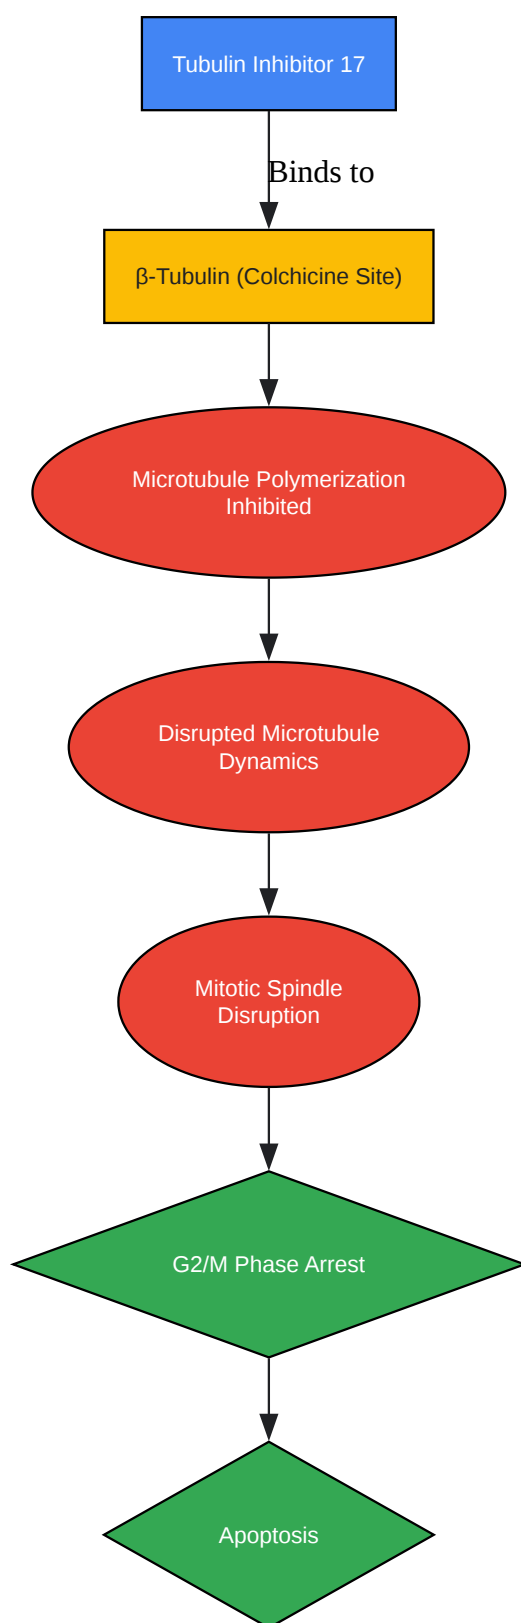 Tubulin Inhibitor 17
Binds to
β-Tubulin (Colchicine Site)
Microtubule Polymerization
Inhibited
Disrupted Microtubule
Dynamics
Mitotic Spindle
Disruption
G2/M Phase Arrest
Apoptosis